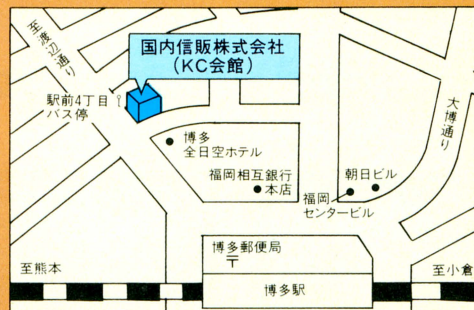 至渡辺通り
国内信販株式会社
(KC会館)
駅前4丁目
バス停
大博通り
博多
全日空ホテル
福岡相互銀行
本店
朝日ビル
福岡
センタービル
博多郵便局
〒
至熊本
至小倉
博多駅